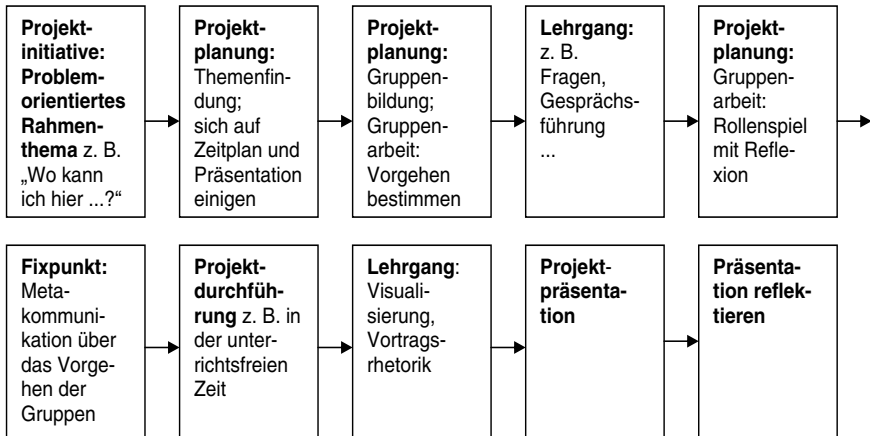 Projekt-
initiative:
Problem-
orientiertes
Rahmen-
thema z. B.
„Wo kann
ich hier ...?“
Projekt-
planung:
Themenfin-
dung;
sich auf
Zeitplan und
Präsentation
einigen
Projekt-
planung:
Gruppen-
bildung;
Gruppen-
arbeit:
Vorgehen
bestimmen
Lehrgang:
z. B.
Fragen,
Gesprächs-
führung
...
Projekt-
planung:
Gruppen-
arbeit:
Rollenspiel
mit Refle-
xion
Fixpunkt:
Meta-
kommuni-
kation über
das Vorge-
hen der
Gruppen
Projekt-
durchfüh-
rung z. B. in
der unter-
richtsfreien
Zeit
Lehrgang:
Visuali-
sierung,
Vortrags-
rhetorik
Projekt-
präsenta-
tion
Präsenta-
tion reflek-
tieren